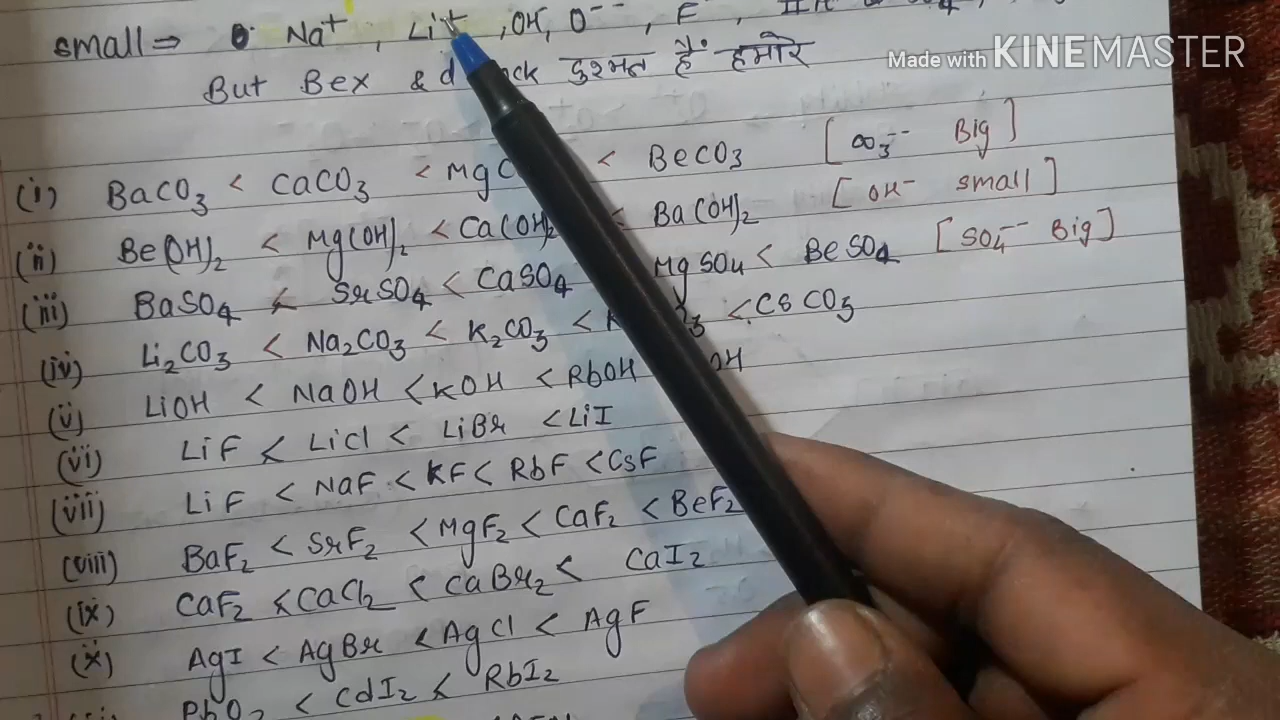 Made with KINEMASTER
small ⇒ Na⁺, Li⁺, OH⁻, O⁻⁻, F
But Bex & दुश्मन हैं हमारे
(i) BaCO₃ < CaCO₃ < < BeCO₃ [CO₃⁻⁻ Big]
(ii) Be(OH)₂ < Mg(OH)₂ < Ca(OH)₂ < Ba(OH)₂ [OH⁻ small]
(iii) BaSO₄ < SrSO₄ < CaSO₄ MgSO₄ < BeSO₄ [SO₄⁻⁻ Big]
(iv) Li₂CO₃ < Na₂CO₃ < K₂CO₃ < < CsCO₃
(v) LiOH < NaOH < KOH < RbOH OH
(vi) LiF < LiCl < LiBr < LiI
(vii) LiF < NaF < KF < RbF < CsF
(viii) BaF₂ < SrF₂ < MgF₂ < CaF₂ < BeF₂
(ix) CaF₂ < CaCl₂ < CaBr₂ < CaI₂
(x) AgI < AgBr < AgCl < AgF
< CdI₂ < RbI₂